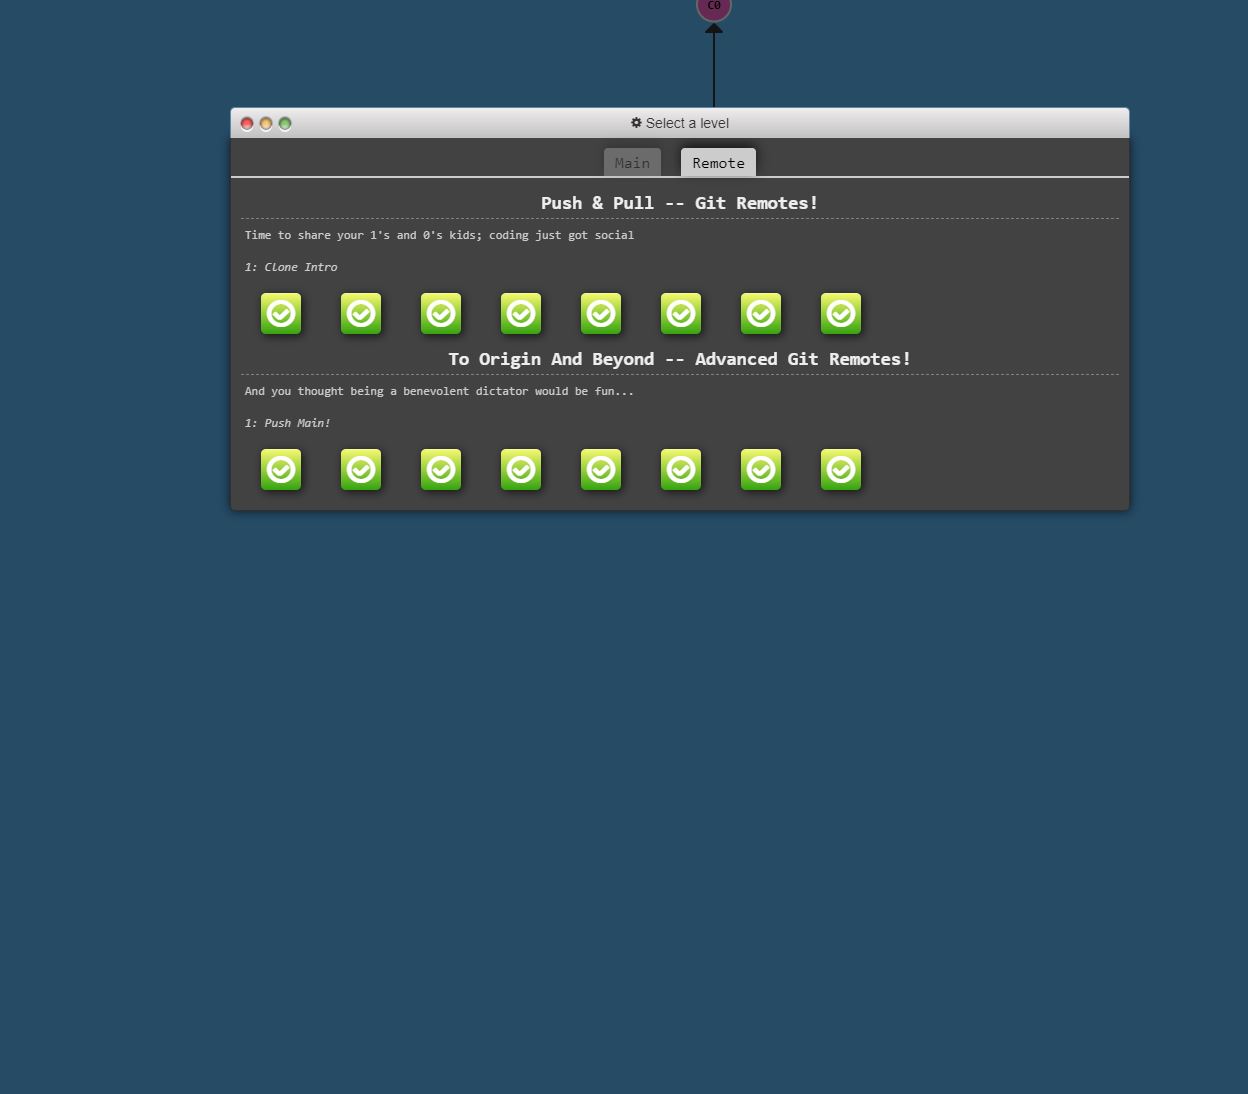 C0
Select a level
Main
Remote
Push & Pull -- Git Remotes!
Time to share your 1's and 0's kids; coding just got social
1: Clone Intro
To Origin And Beyond -- Advanced Git Remotes!
And you thought being a benevolent dictator would be fun...
1: Push Main!